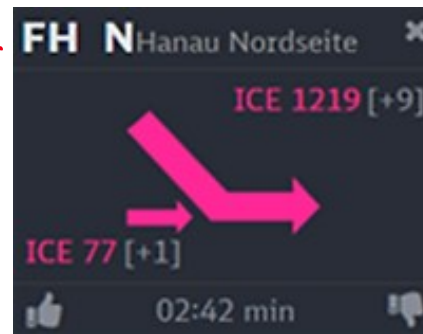 FH N Hanau Nordseite
ICE 1219 [+9]
ICE 77 [+1]
02:42 min